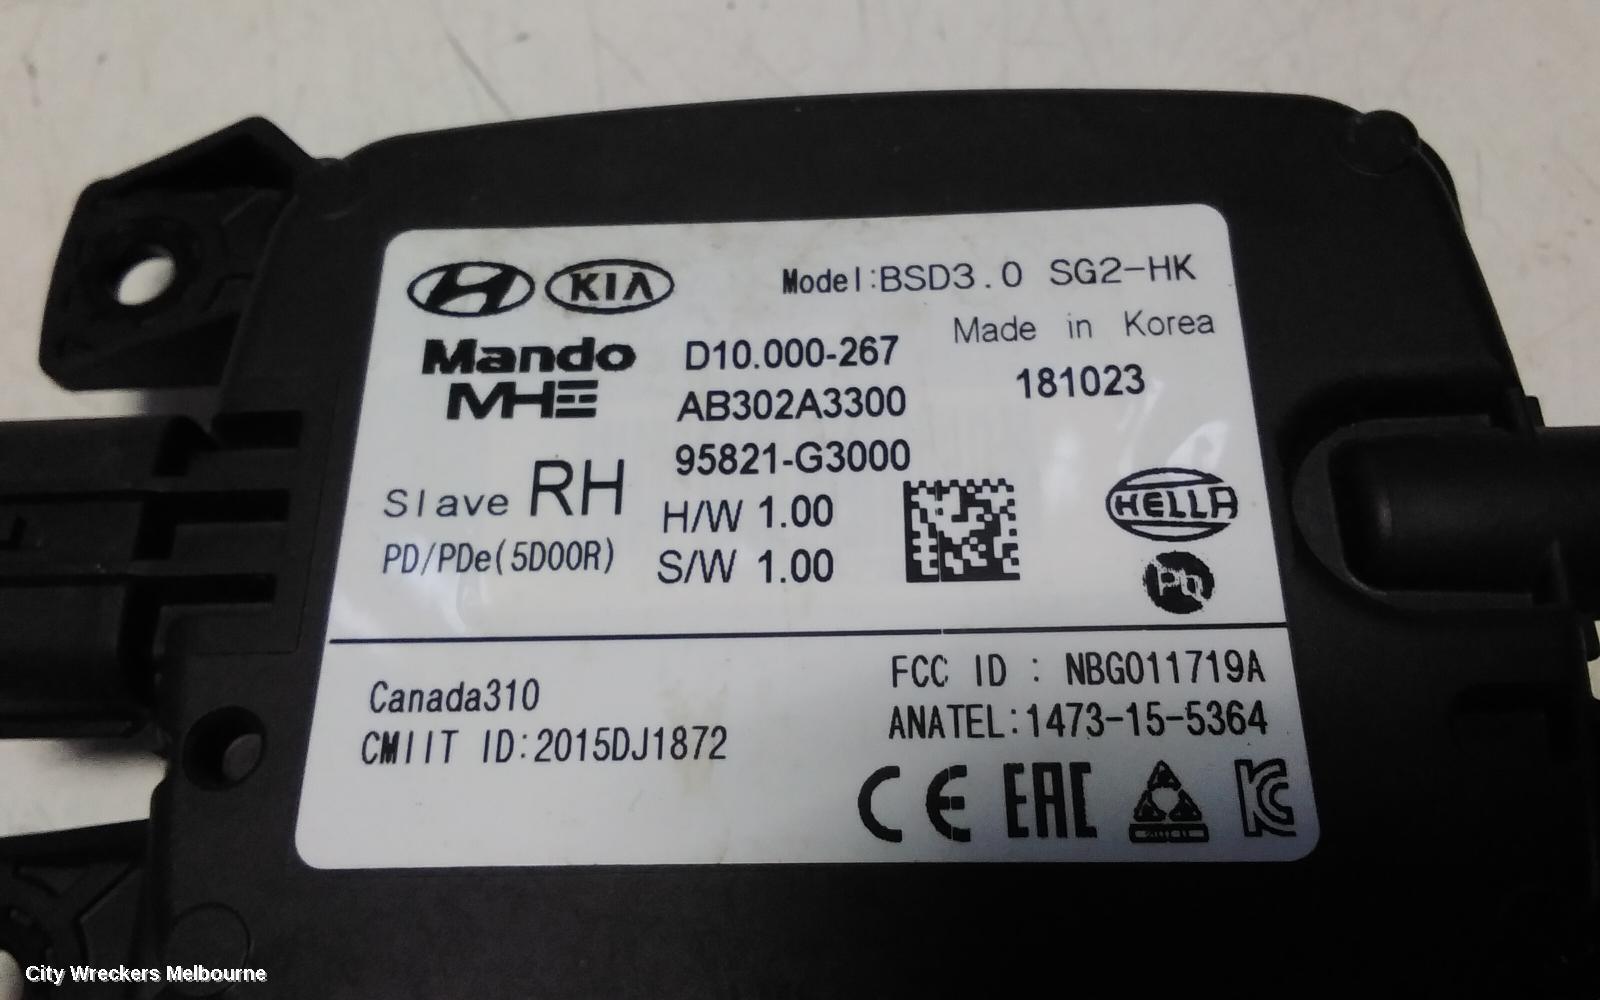 KIA
Model:BSD3.0 SG2-HK
Mando
MHE
D10.000-267
Made in Korea
AB302A3300
181023
95821-G3000
Slave RH
H/W 1.00
HELLA
PD/PDe(5D00R)
S/W 1.00
Pb
Canada310
FCC ID : NBG011719A
CMIIT ID:2015DJ1872
ANATEL:1473-15-5364
CE EAC KC
City Wreckers Melbourne